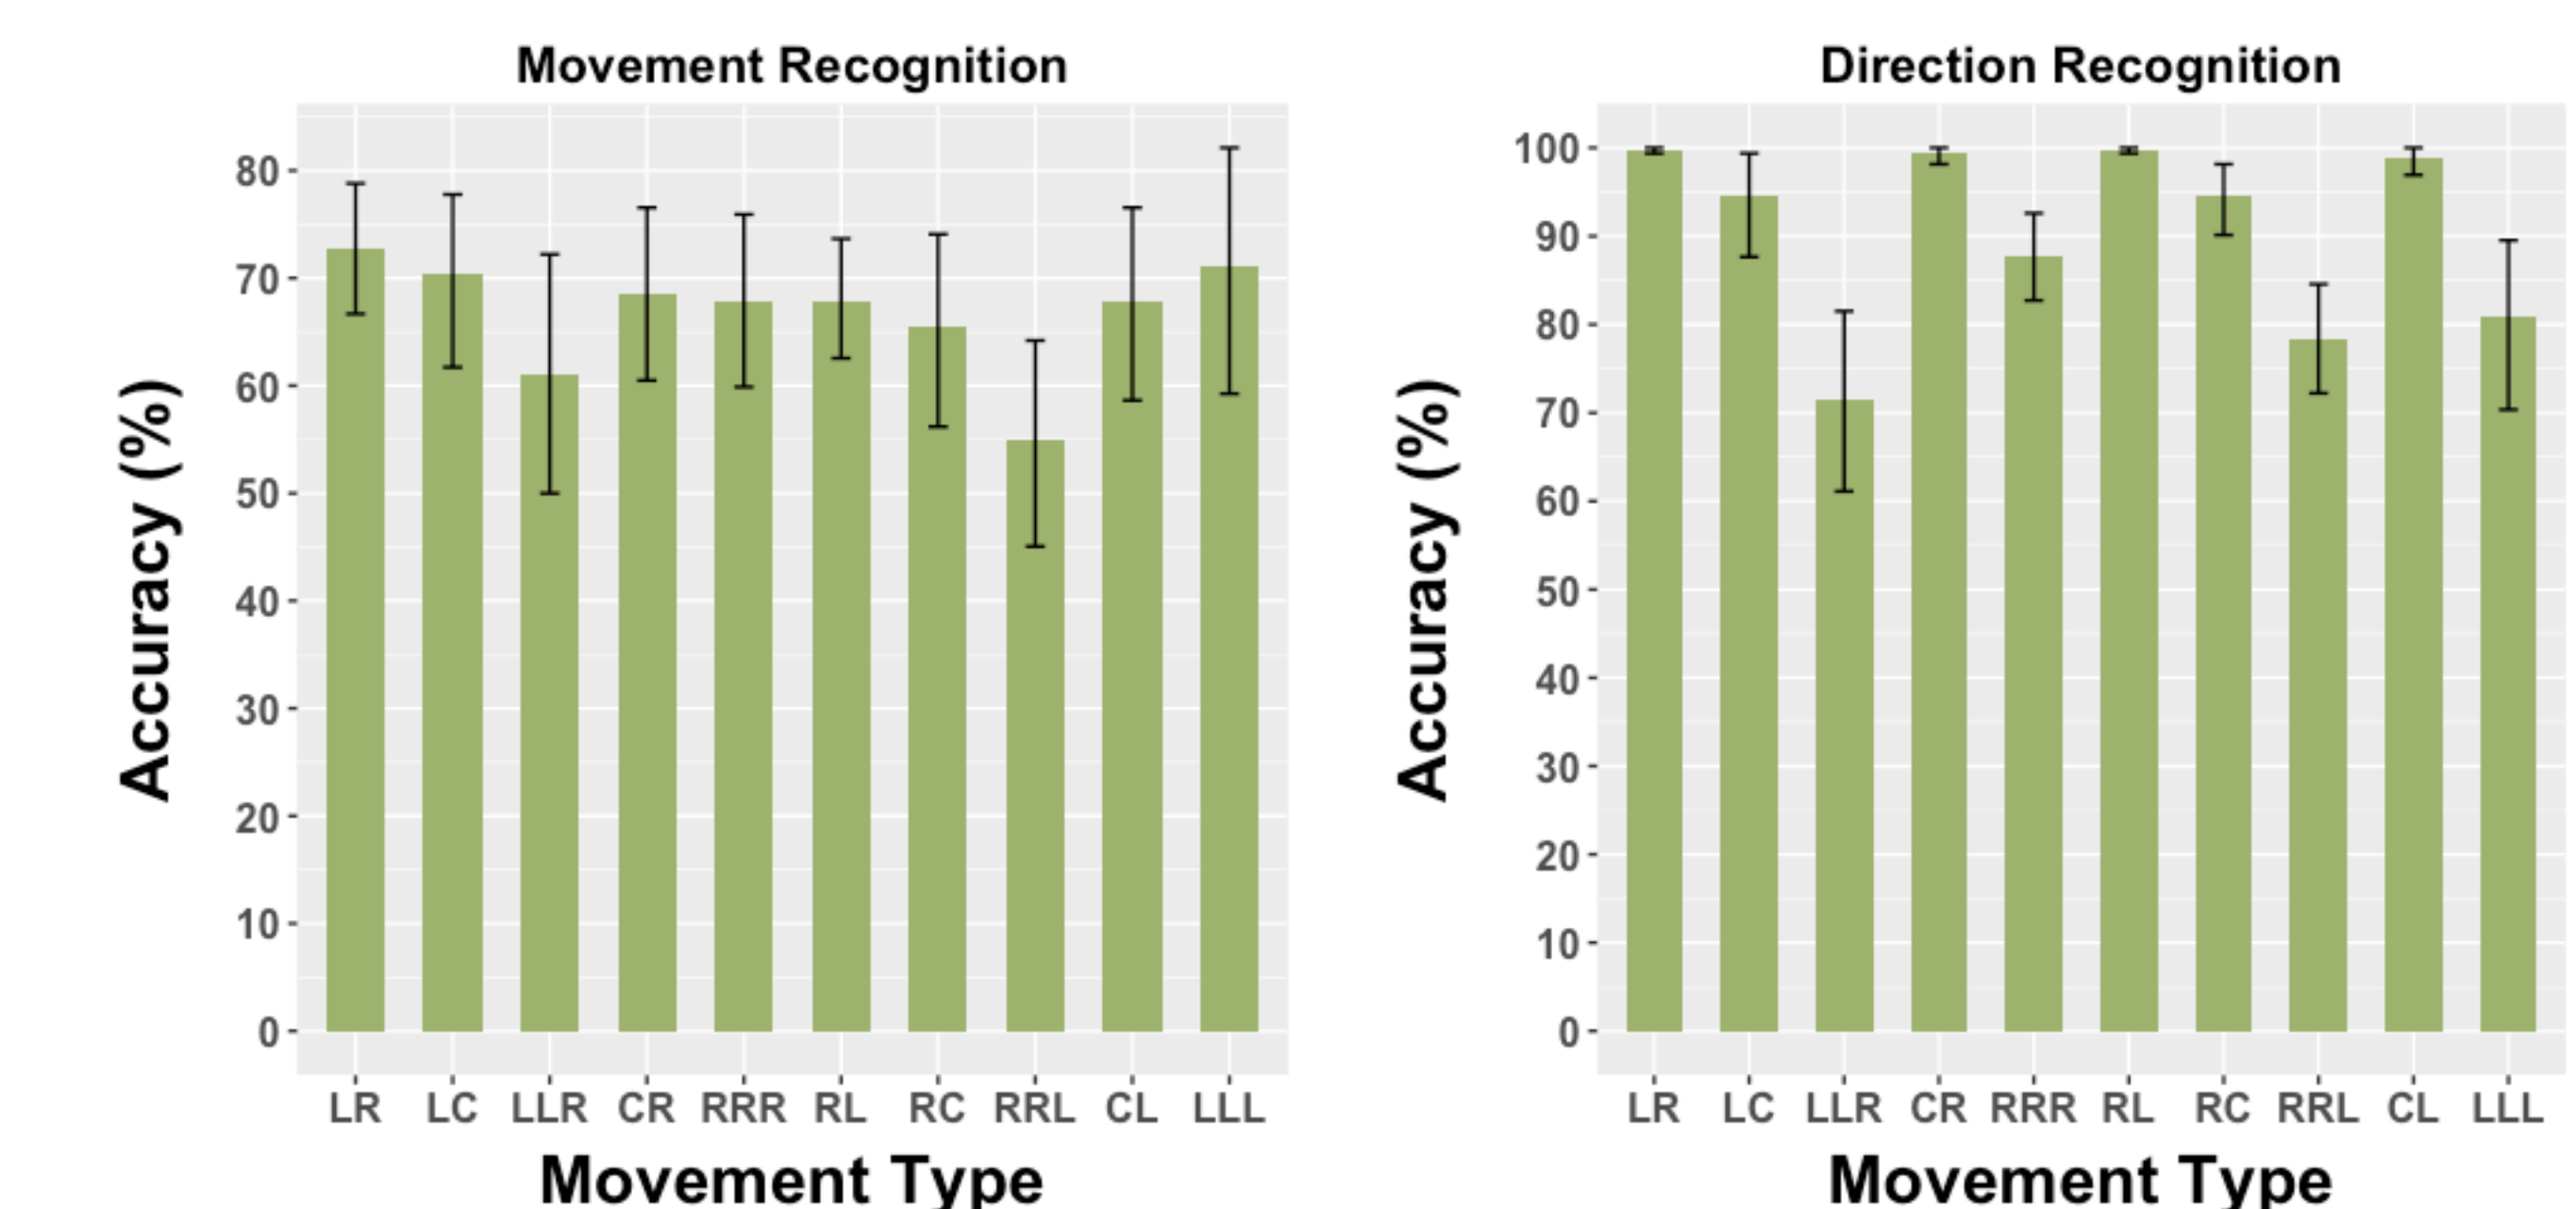 Movement Recognition
Accuracy (%)
80
70
60
50
40
30
20
10
0
LR LC LLR CR RRR RL RC RRL CL LLL
Movement Type
Direction Recognition
Accuracy (%)
100
90
80
70
60
50
40
30
20
10
0
LR LC LLR CR RRR RL RC RRL CL LLL
Movement Type